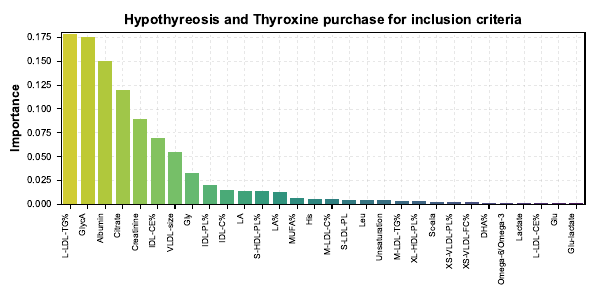 Hypothyreosis and Thyroxine purchase for inclusion criteria
Importance
0.175
0.150
0.125
0.100
0.075
0.050
0.025
0.000
L-LDL-TG%
GlycA
Albumin
Citrate
Creatinine
IDL-CE%
VLDL-size
Gly
IDL-PL%
IDL-C%
LA
S-HDL-PL%
LA%
MUFA%
His
M-LDL-C%
S-LDL-PL
Leu
Unsaturation
M-LDL-TG%
XL-HDL-PL%
XS-VLDL-PL%
XS-VLDL-FC%
DHA%
Omega-6/Omega-3
Lactate
L-LDL-CE%
Glu
Glu-lactate